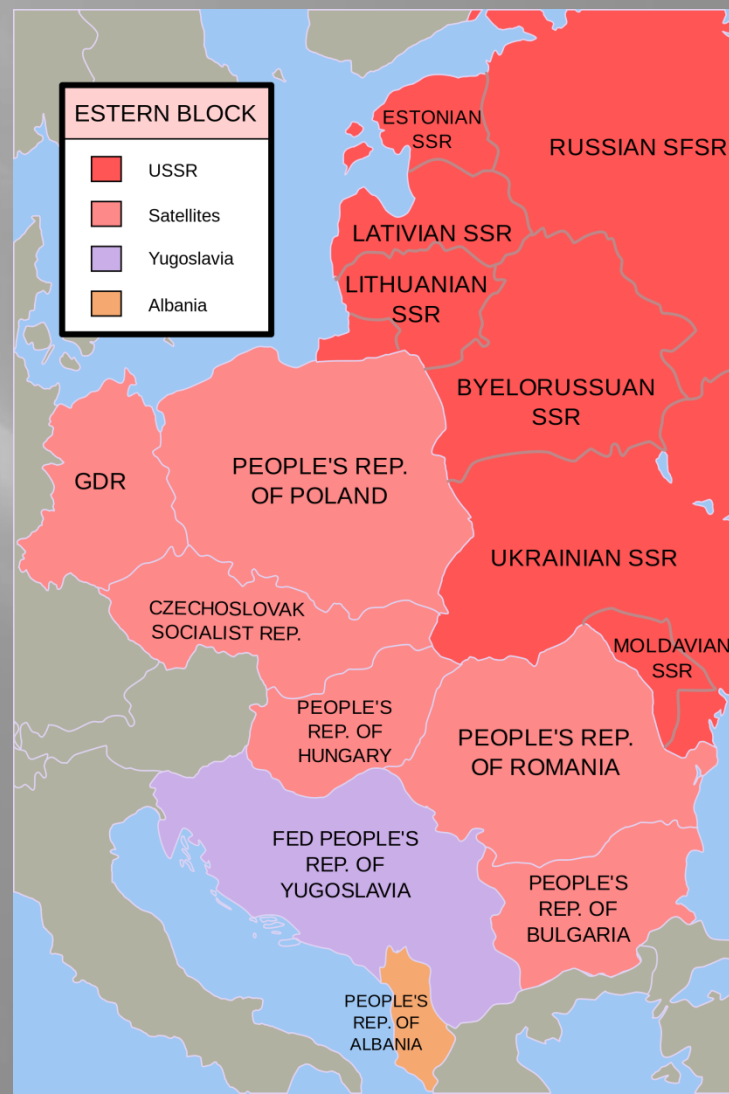 ESTERN BLOCK
USSR
Satellites
Yugoslavia
Albania
ESTONIAN
SSR
RUSSIAN SFSR
LATIVIAN SSR
LITHUANIAN
SSR
BYELORUSSUAN
SSR
GDR
PEOPLE'S REP.
OF POLAND
UKRAINIAN SSR
CZECHOSLOVAK
SOCIALIST REP.
MOLDAVIAN
SSR
PEOPLE'S
REP. OF
HUNGARY
PEOPLE'S REP.
OF ROMANIA
FED PEOPLE'S
REP. OF
YUGOSLAVIA
PEOPLE'S
REP. OF
BULGARIA
PEOPLE'S
REP. OF
ALBANIA